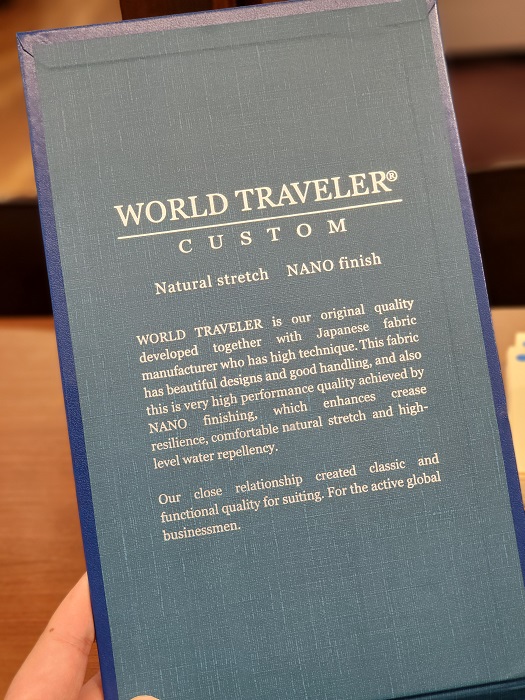 WORLD TRAVELER®
CUSTOM
Natural stretch NANO finish
WORLD TRAVELER is our original quality
developed together with Japanese fabric
manufacturer who has high technique. This fabric
has beautiful designs and good handling, and also
this is very high performance quality achieved by
NANO finishing, which enhances crease
resilience, comfortable natural stretch and high-
level water repellency.
Our close relationship created classic and
functional quality for suiting. For the active global
businessmen.